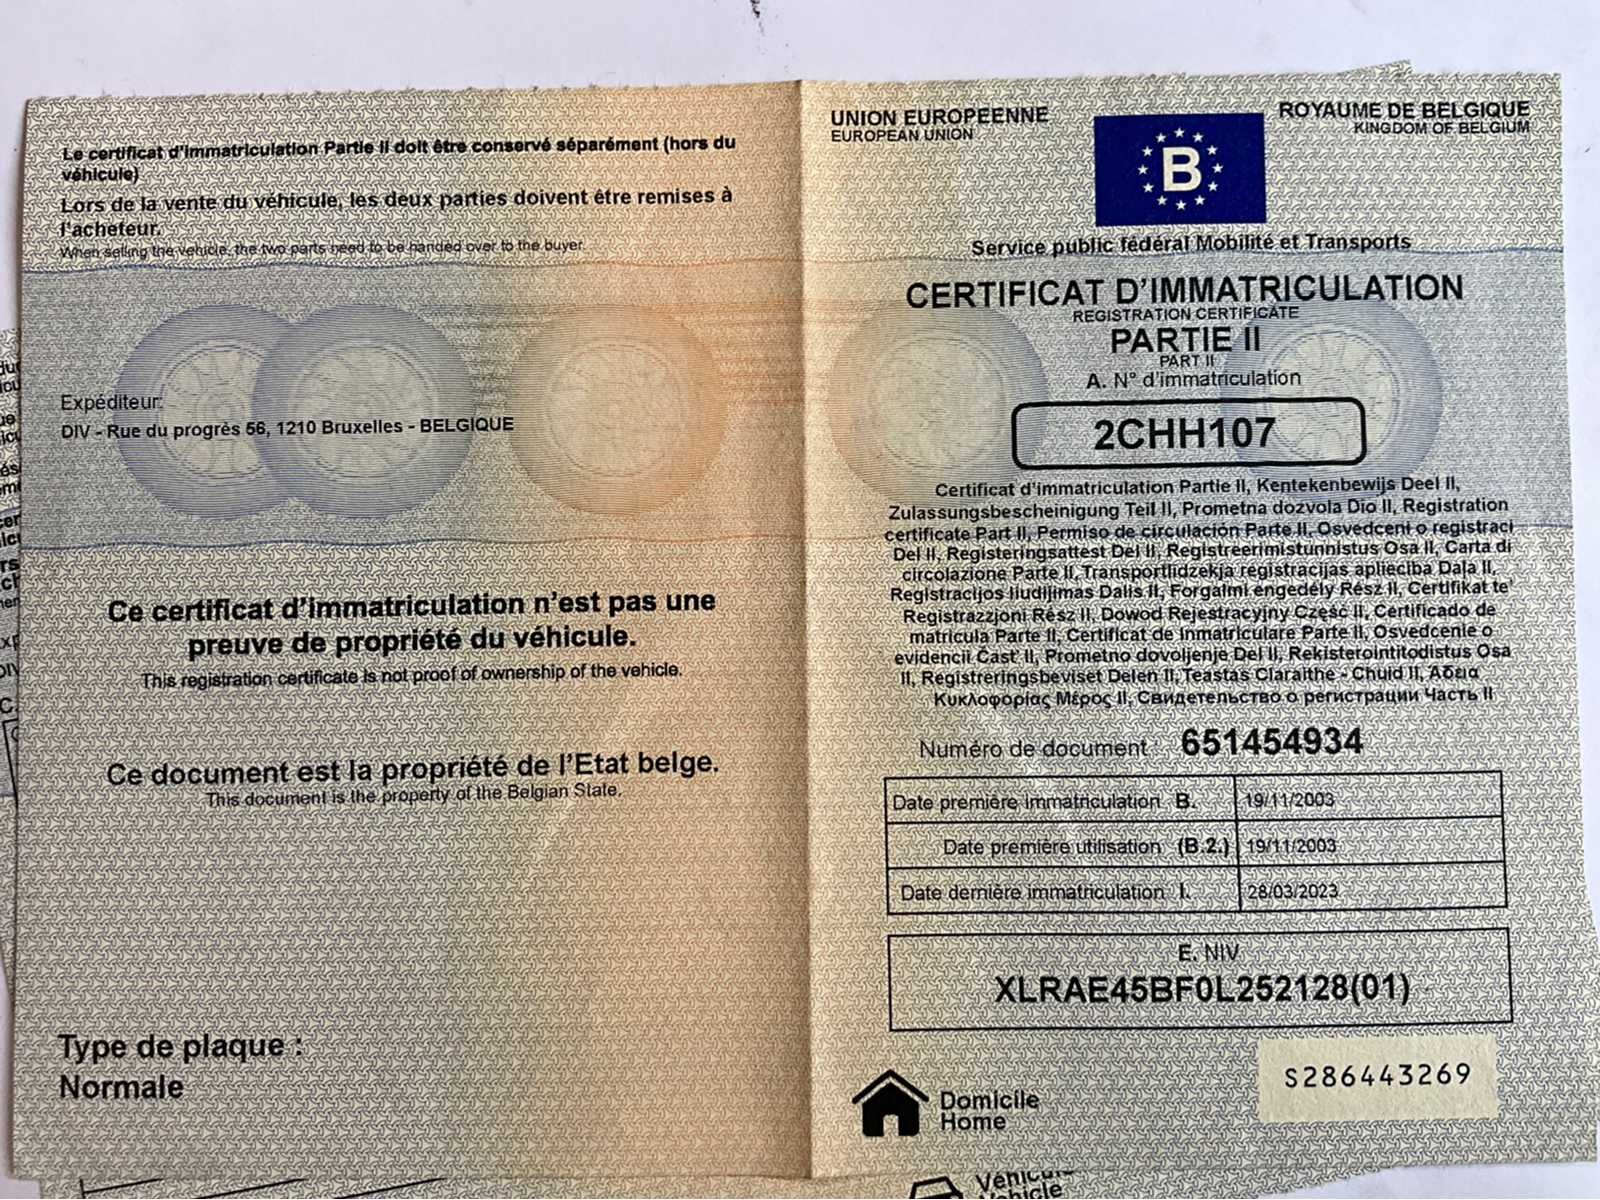 Le certificat d'immatriculation Partie II doit être conservé séparément (hors du
véhicule)
Lors de la vente du véhicule, les deux parties doivent être remises à
l'acheteur.
When selling the vehicle, the two parts need to be handed over to the buyer.
Expéditeur:
DIV - Rue du progrès 56, 1210 Bruxelles - BELGIQUE
Ce certificat d'immatriculation n'est pas une
preuve de propriété du véhicule.
This registration certificate is not proof of ownership of the vehicle.
Ce document est la propriété de l'Etat belge.
This document is the property of the Belgian State.
Type de plaque :
Normale
UNION EUROPEENNE
EUROPEAN UNION
B
ROYAUME DE BELGIQUE
KINGDOM OF BELGIUM
Service public fédéral Mobilité et Transports
CERTIFICAT D'IMMATRICULATION
REGISTRATION CERTIFICATE
PARTIE II
PART II
A. N° d'immatriculation
2CHH107
Certificat d'immatriculation Partie II, Kentekenbewijs Deel II,
Zulassungsbescheinigung Teil II, Prometna dozvola Dio II, Registration
certificate Part II, Permiso de circulación Parte II, Osvedceni o registraci
Del II, Registeringsattest Del II, Registreerimistunnistus Osa II, Carta di
circolazione Parte II, Transportlidzekja registracijas aplieciba Daļa II,
Registracijos liudijimas Dalis II, Forgalmi engedély Rész II, Certifikat te'
Registrazzjoni Rész II, Dowod Rejestracyjny Część II, Certificado de
matricula Parte II, Certificat de Inmatriculare Parte II, Osvedcenie o
evidencii Čast' II, Prometno dovoljenje Del II, Rekisterointitodistus Osa
II, Registreringsbeviset Delen II, Teastas Claraithe - Chuid II, Άδεια
Κυκλοφορίας Μέρος II, Свидетельство о регистрации Часть II
Numéro de document : 651454934
Date première immatriculation B. 19/11/2003
Date première utilisation (B.2.) 19/11/2003
Date dernière immatriculation I. 28/03/2023
E. NIV
XLRAE45BF0L252128(01)
Domicile
Home
S286443269